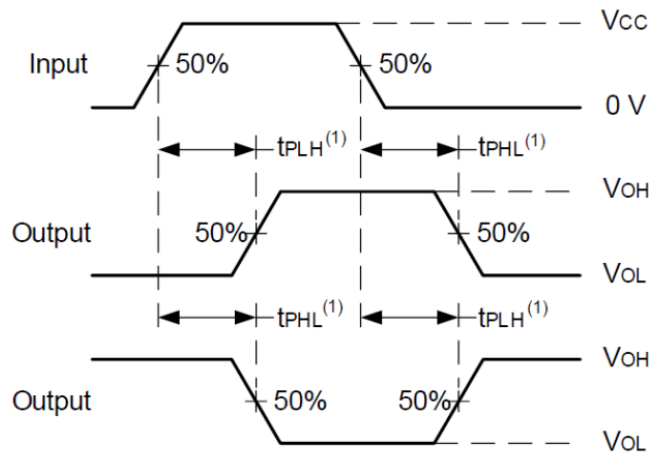 VCC
Input
50%
50%
0 V
tPLH(1)
tPHL(1)
VOH
Output
50%
50%
VOL
tPHL(1)
tPLH(1)
VOH
Output
50%
50%
VOL